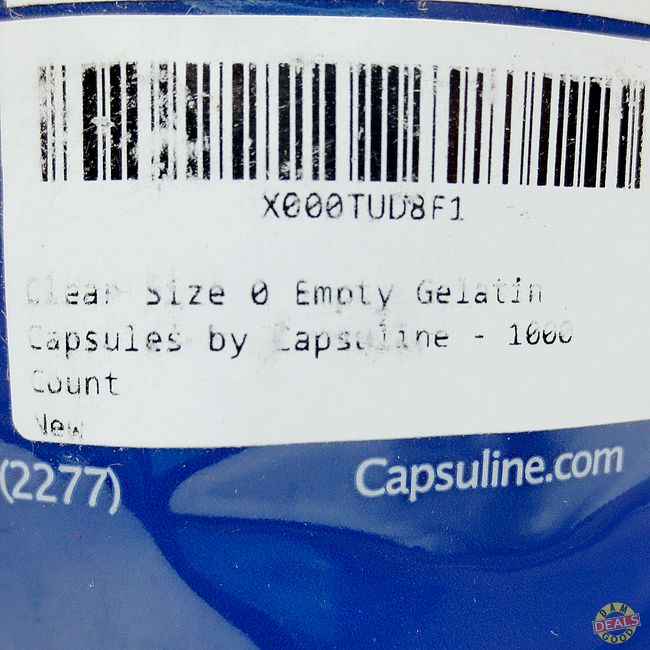 X000TUD8F1
Clear Size 0 Empty Gelatin
Capsules by Capsuline - 1000
Count
New
(2277)
Capsuline.com
DAM
DEALS
GOOD